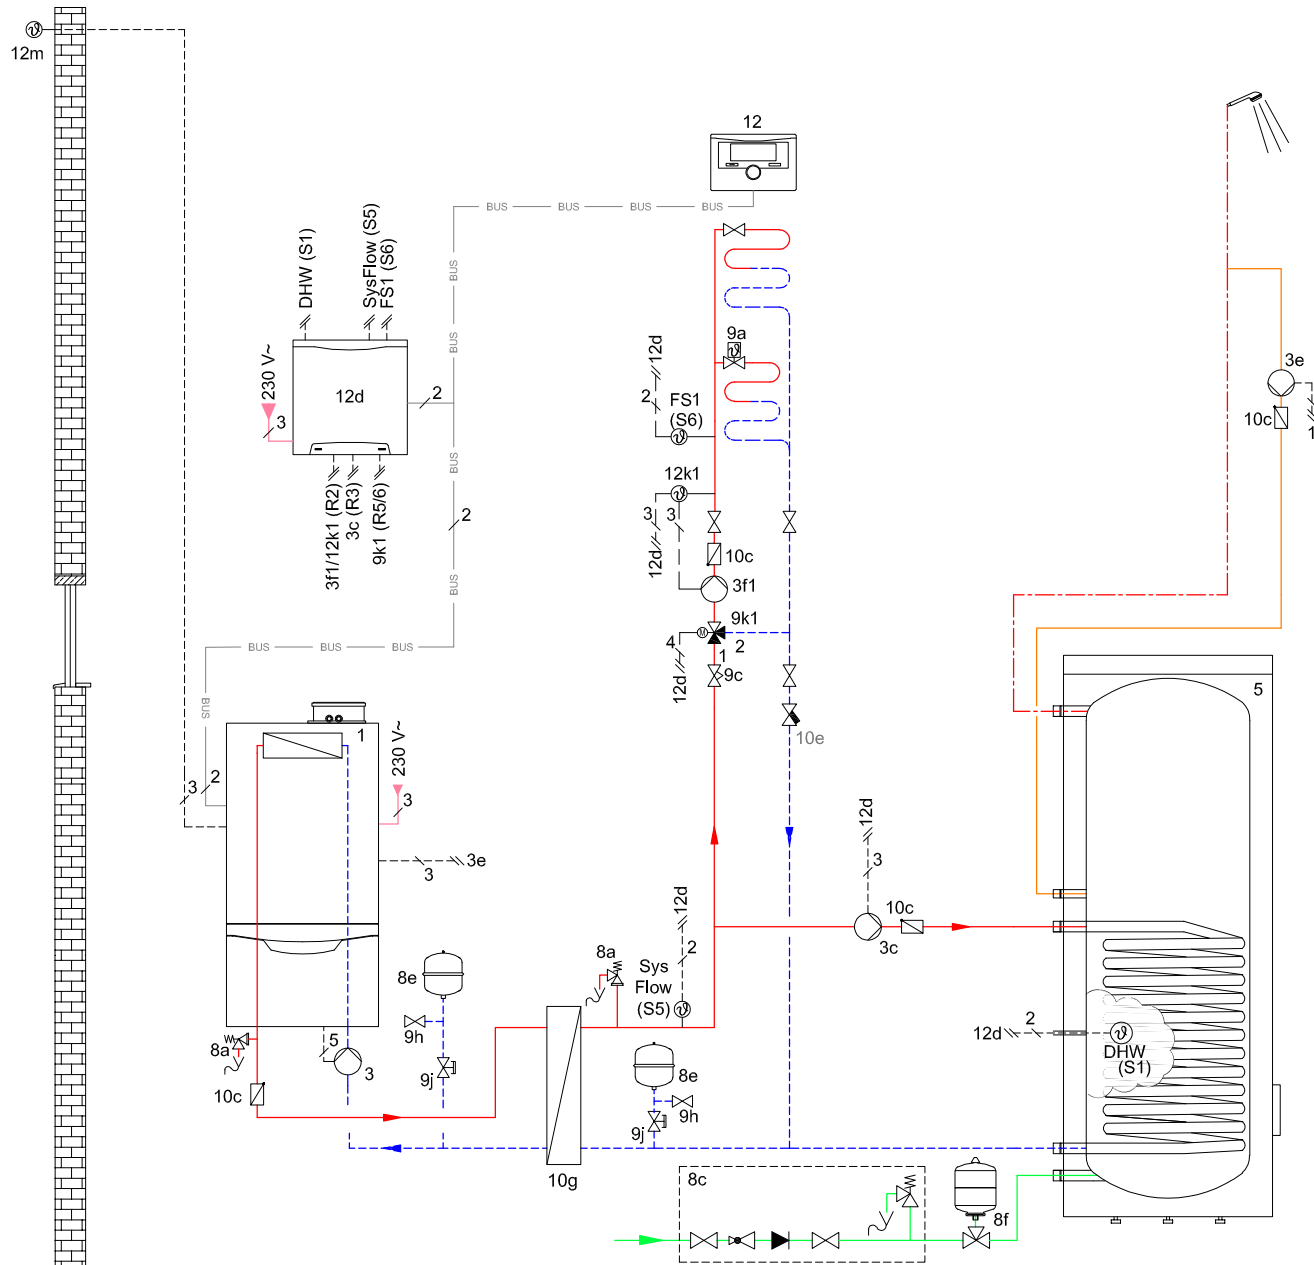 12m
12
BUS
BUS
BUS
BUS
DHW (S1)
SysFlow (S5)
FS1 (S6)
BUS
BUS
230 V~
3
12d
2
3f1/12k1 (R2)
3c (R3)
9k1 (R5/6)
BUS
2
BUS
BUS
BUS
BUS
BUS
9a
12d
2
FS1
(S6)
12k1
3
3
12d
10c
3f1
9k1
4
2
1
12d
9c
10e
3e
10c
1
5
1
230 V~
3
2
3
3
3e
12d
3
10c
3c
12d
2
8a
Sys
Flow
(S5)
8e
9h
9j
8a
5
3
10c
8e
9h
9j
10g
12d
2
DHW
(S1)
8c
8f